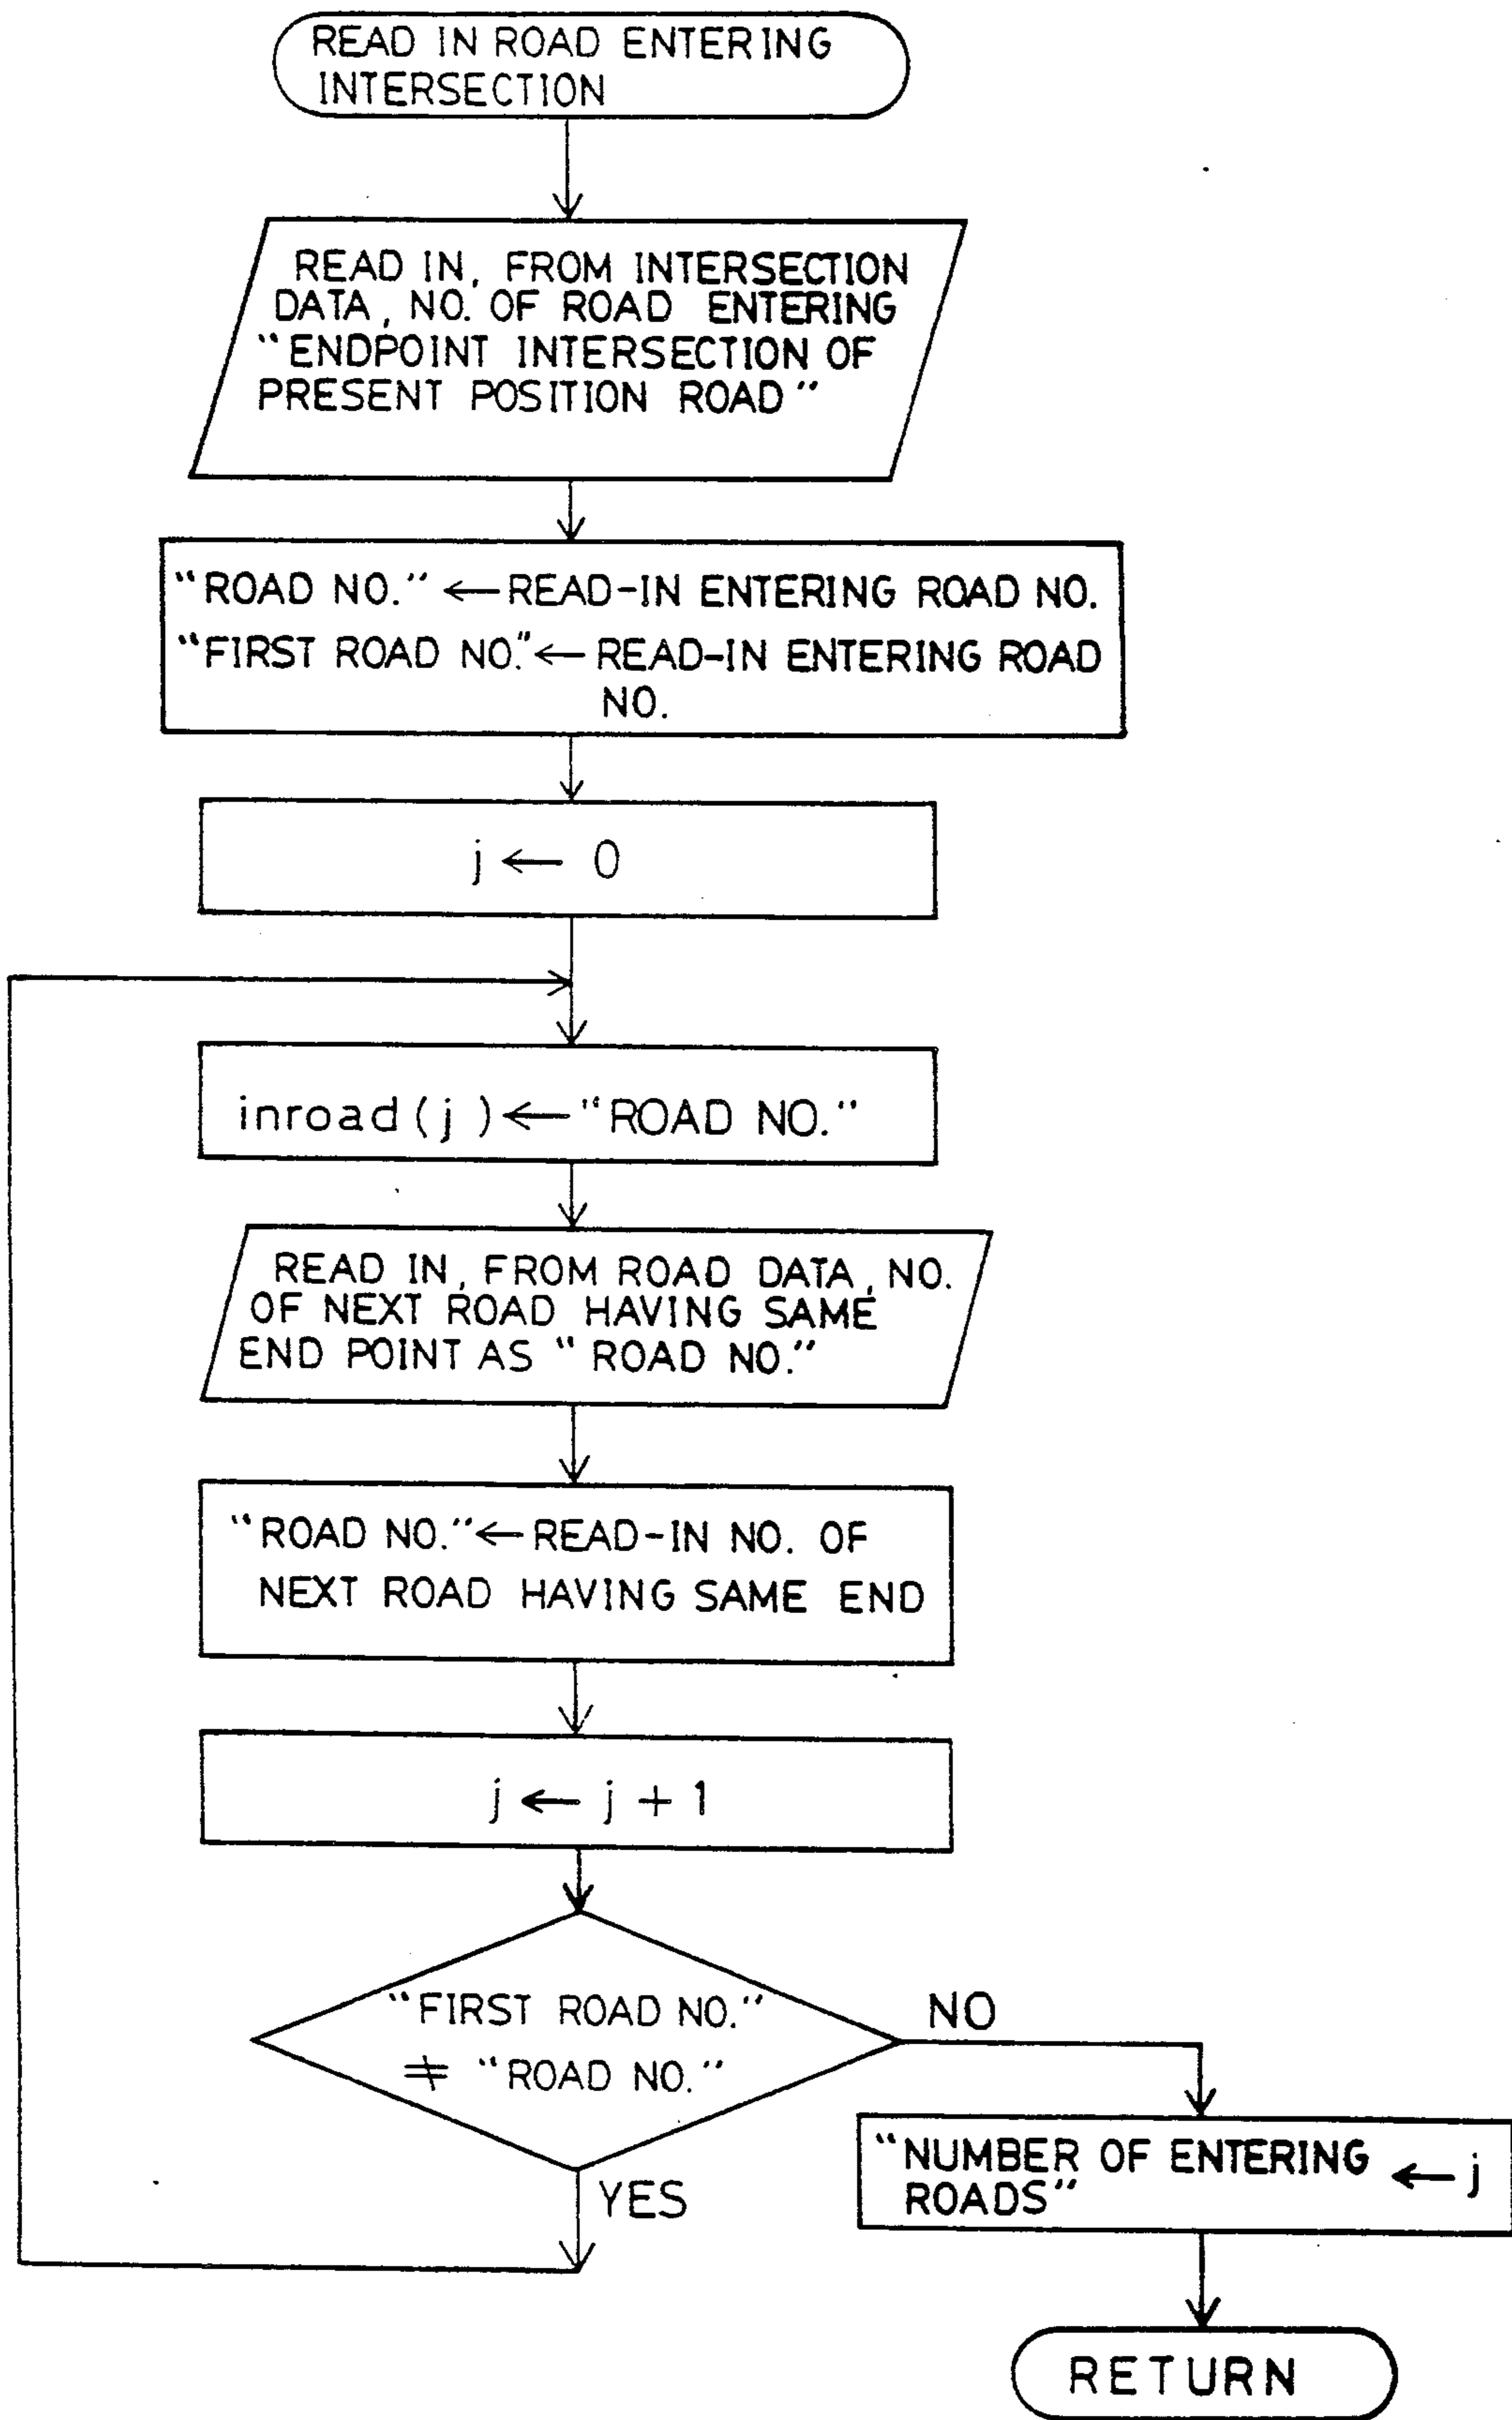 READ IN ROAD ENTERING
INTERSECTION
READ IN, FROM INTERSECTION
DATA, NO. OF ROAD ENTERING
"ENDPOINT INTERSECTION OF
PRESENT POSITION ROAD"
"ROAD NO." ← READ-IN ENTERING ROAD NO.
"FIRST ROAD NO." ← READ-IN ENTERING ROAD
NO.
j ← 0
inroad(j) ← "ROAD NO."
READ IN, FROM ROAD DATA, NO.
OF NEXT ROAD HAVING SAME
END POINT AS "ROAD NO."
"ROAD NO." ← READ-IN NO. OF
NEXT ROAD HAVING SAME END
j ← j + 1
"FIRST ROAD NO."
≠ "ROAD NO."
NO
YES
"NUMBER OF ENTERING ← j
ROADS"
RETURN